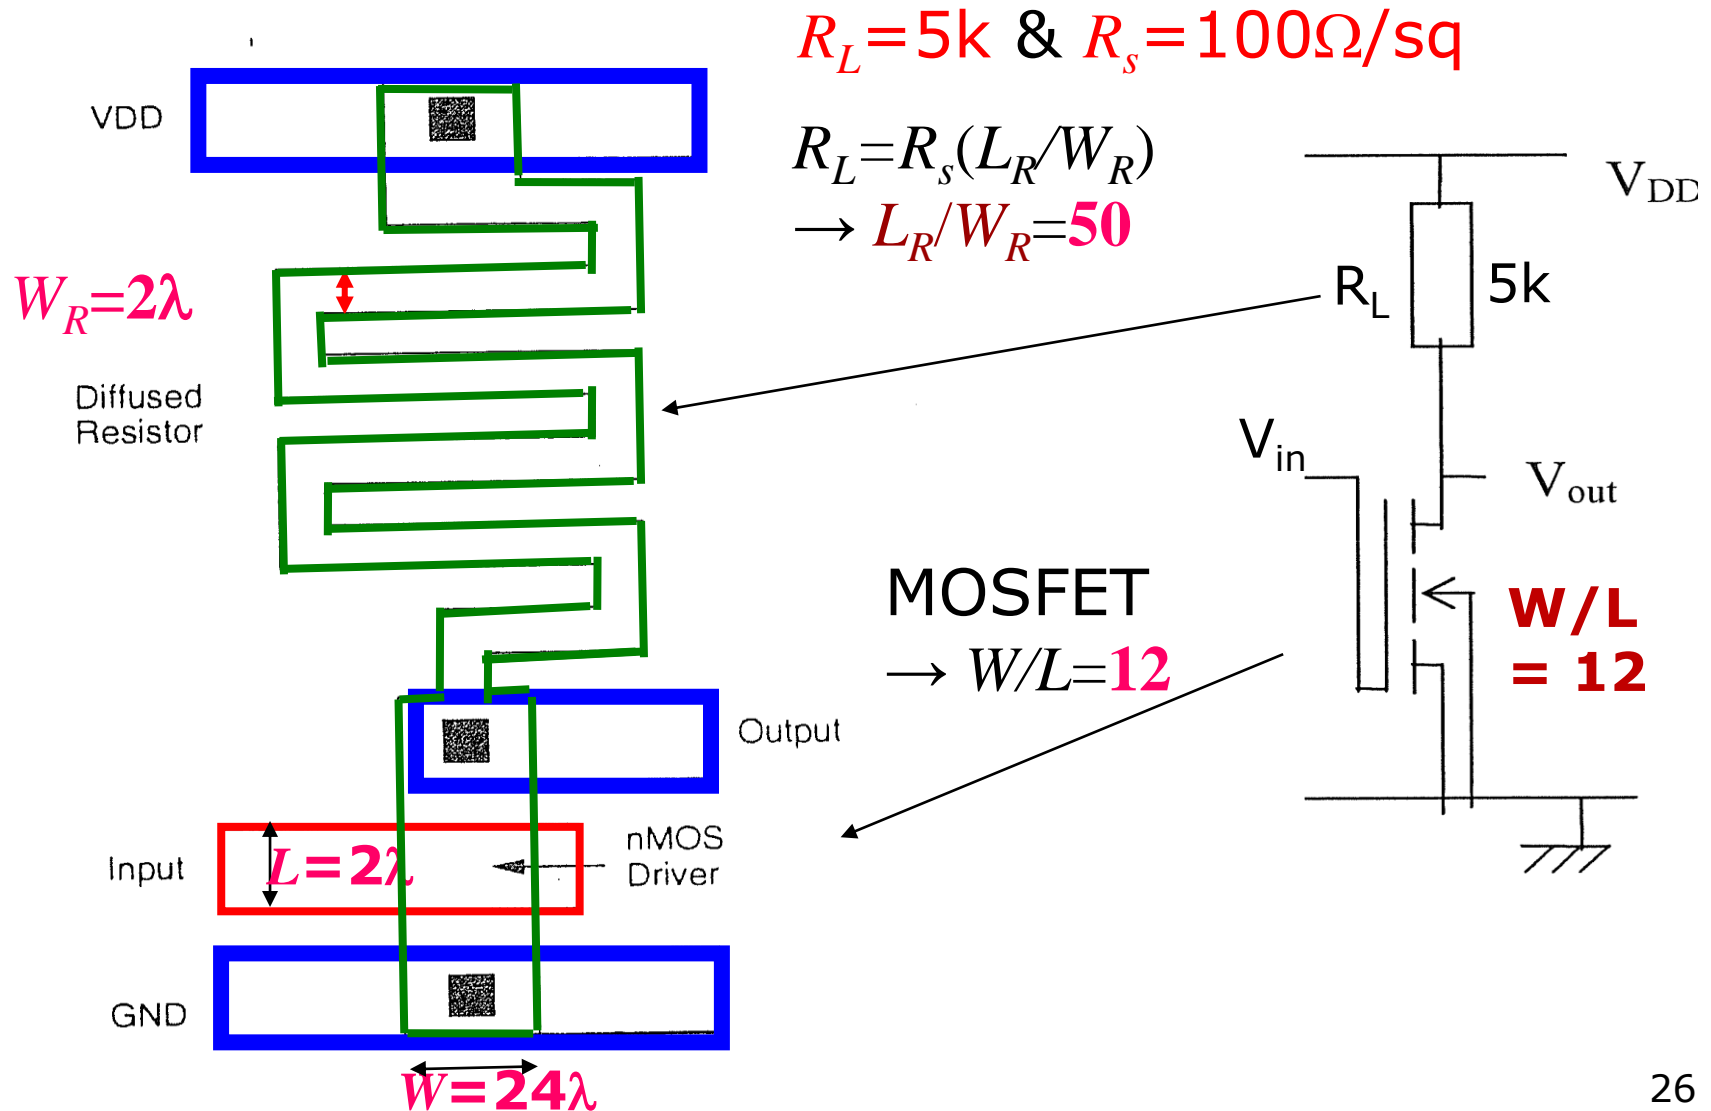 R_L=5k & R_s=100Ω/sq
VDD
R_L=R_s(L_R/W_R)
→ L_R/W_R=50
V_DD
W_R=2λ
R_L
5k
Diffused
Resistor
V_in
V_out
MOSFET
→ W/L=12
W/L
= 12
Output
Input
L=2λ
nMOS
Driver
GND
W=24λ
26